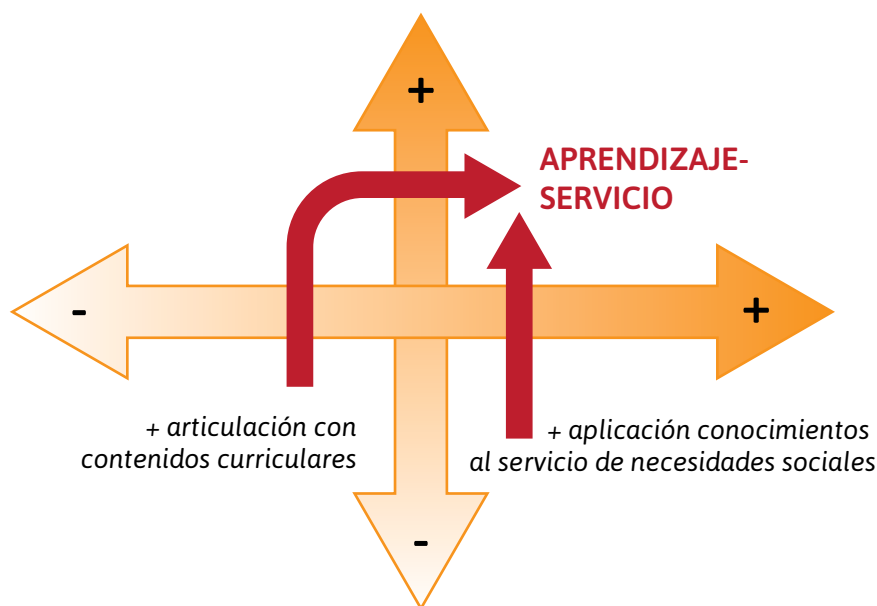 +
APRENDIZAJE-
SERVICIO
-
+
+ articulación con
contenidos curriculares
+ aplicación conocimientos
al servicio de necesidades sociales
-